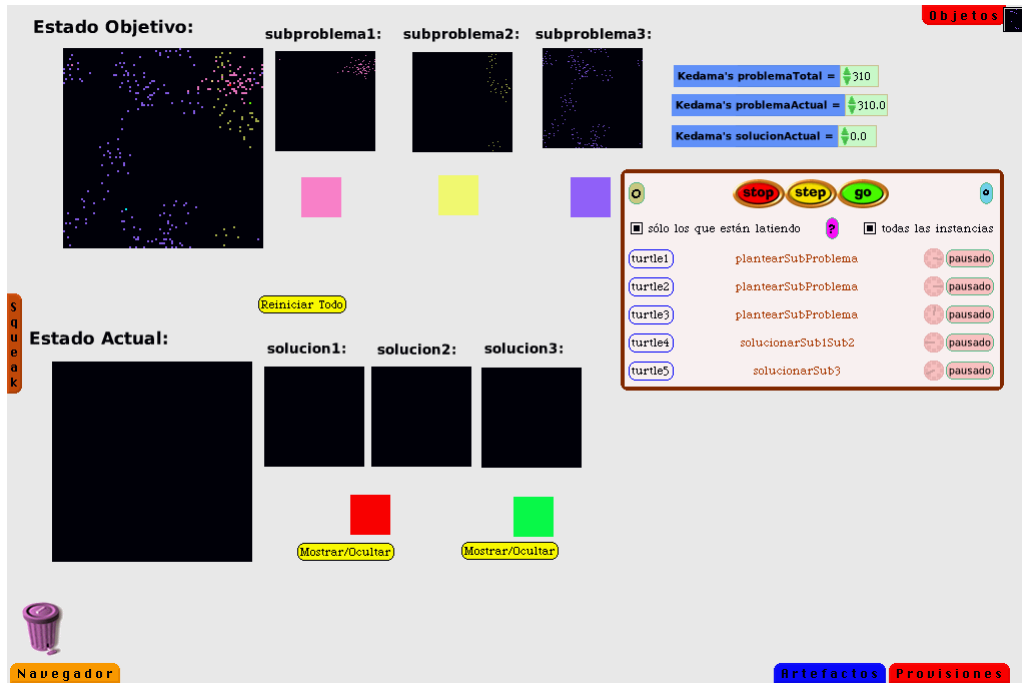 Objetos
Estado Objetivo:
subproblema1:
subproblema2:
subproblema3:
Kedama's problemaTotal = 310
Kedama's problemaActual = 310.0
Kedama's solucionActual = 0.0
stop step go
sólo los que están latiendo ? todas las instancias
turtle1 plantearSubProblema pausado
turtle2 plantearSubProblema pausado
turtle3 plantearSubProblema pausado
turtle4 solucionarSub1Sub2 pausado
turtle5 solucionarSub3 pausado
Reiniciar Todo
Squeak
Estado Actual:
solucion1:
solucion2:
solucion3:
Mostrar/Ocultar
Mostrar/Ocultar
Navegador
Artefactos
Provisiones